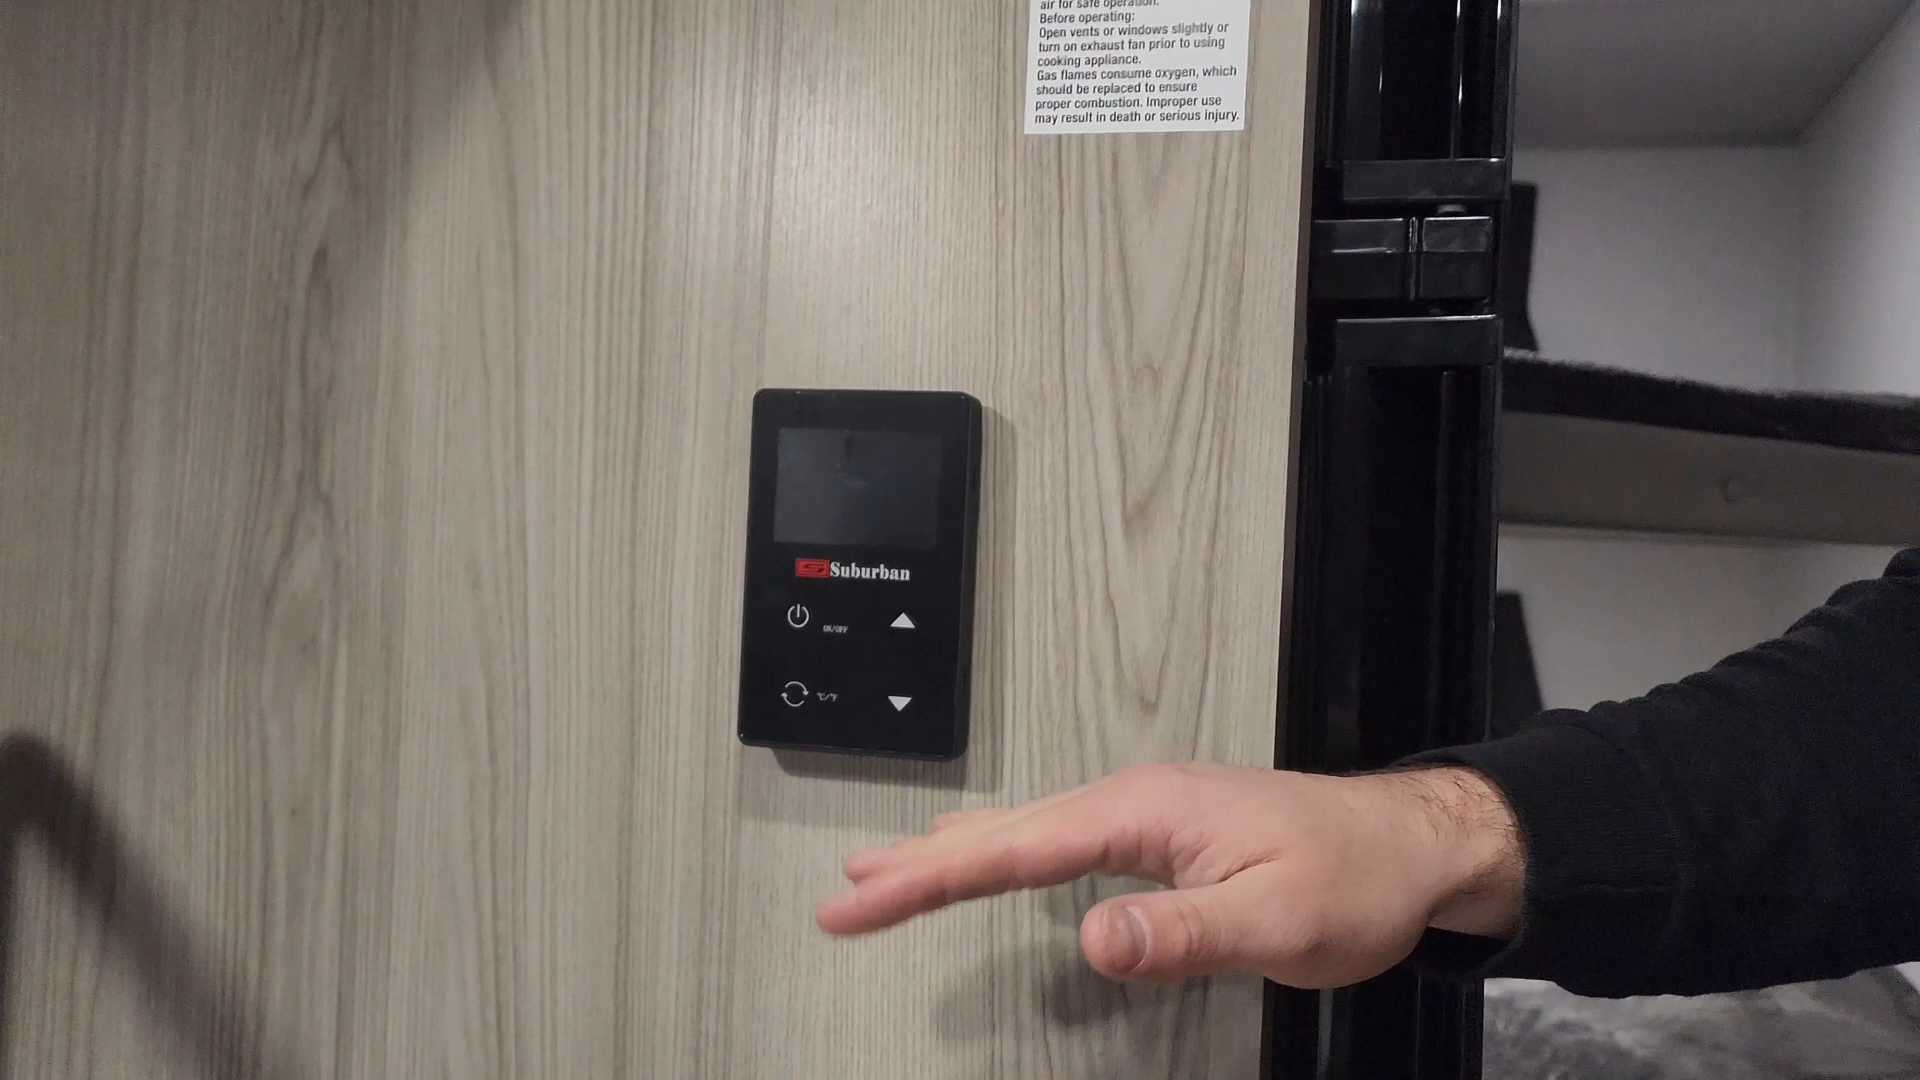 air for safe operation.
Before operating:
Open vents or windows slightly or
turn on exhaust fan prior to using
cooking appliance.
Gas flames consume oxygen, which
should be replaced to ensure
proper combustion. Improper use
may result in death or serious injury.
Suburban
ON/OFF
°C/°F